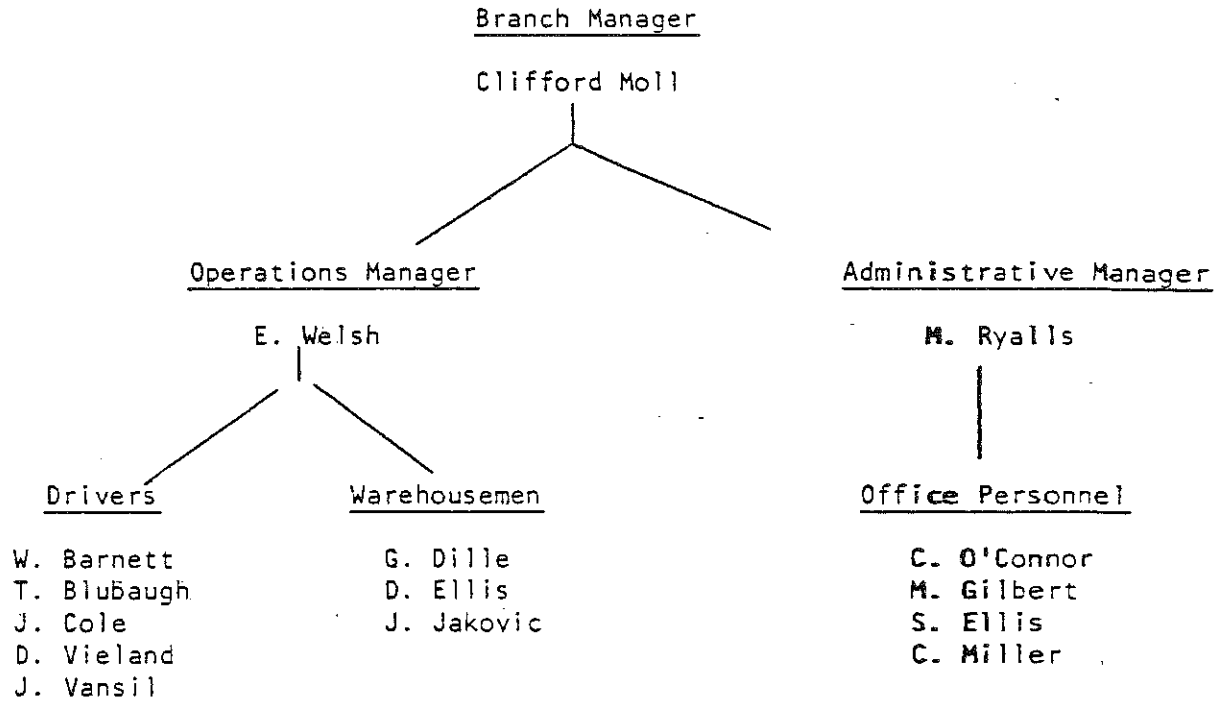 Branch Manager
Clifford Moll
Operations Manager
E. Welsh
Administrative Manager
M. Ryalls
Drivers
W. Barnett
T. Blubaugh
J. Cole
D. Vieland
J. Vansil
Warehousemen
G. Dille
D. Ellis
J. Jakovic
Office Personnel
C. O'Connor
M. Gilbert
S. Ellis
C. Miller